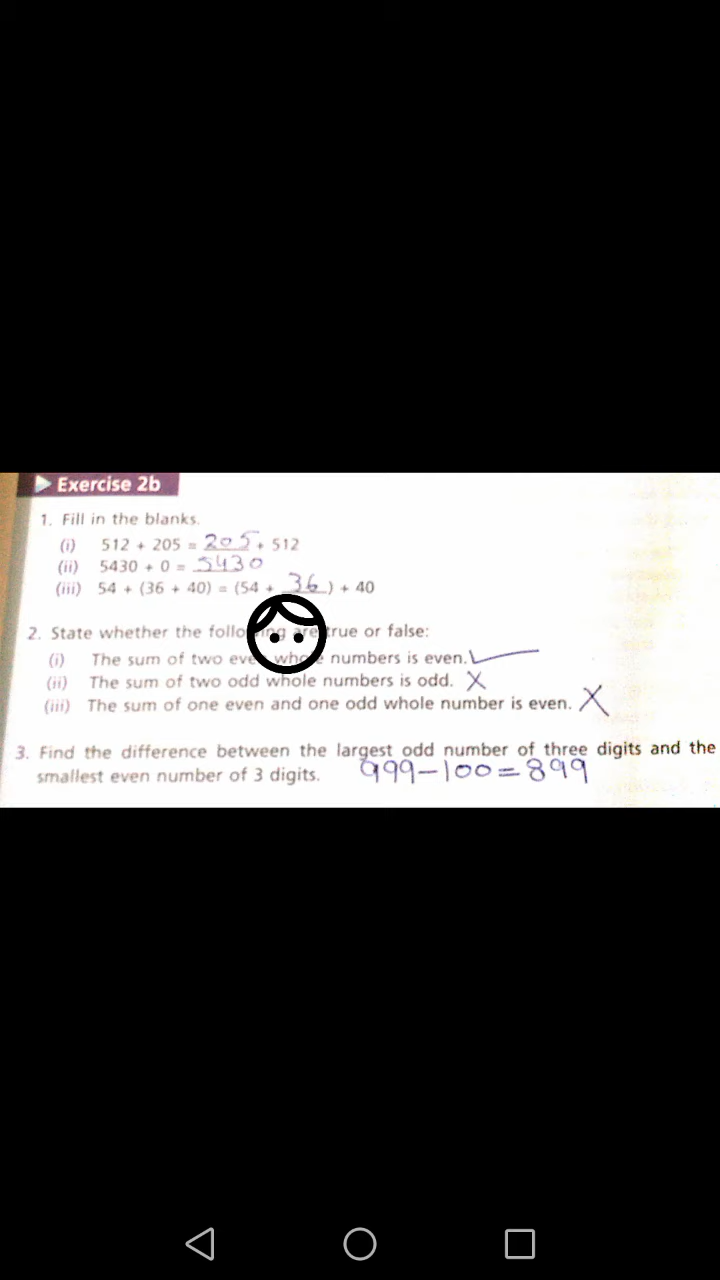 Exercise 2b
1. Fill in the blanks.
(i) 512 + 205 = 205 + 512
(ii) 5430 + 0 = 5430
(iii) 54 + (36 + 40) = (54 + 36) + 40
2. State whether the following are true or false:
(i) The sum of two even whole numbers is even. ✓
(ii) The sum of two odd whole numbers is odd. X
(iii) The sum of one even and one odd whole number is even. X
3. Find the difference between the largest odd number of three digits and the
smallest even number of 3 digits. 999-100=899